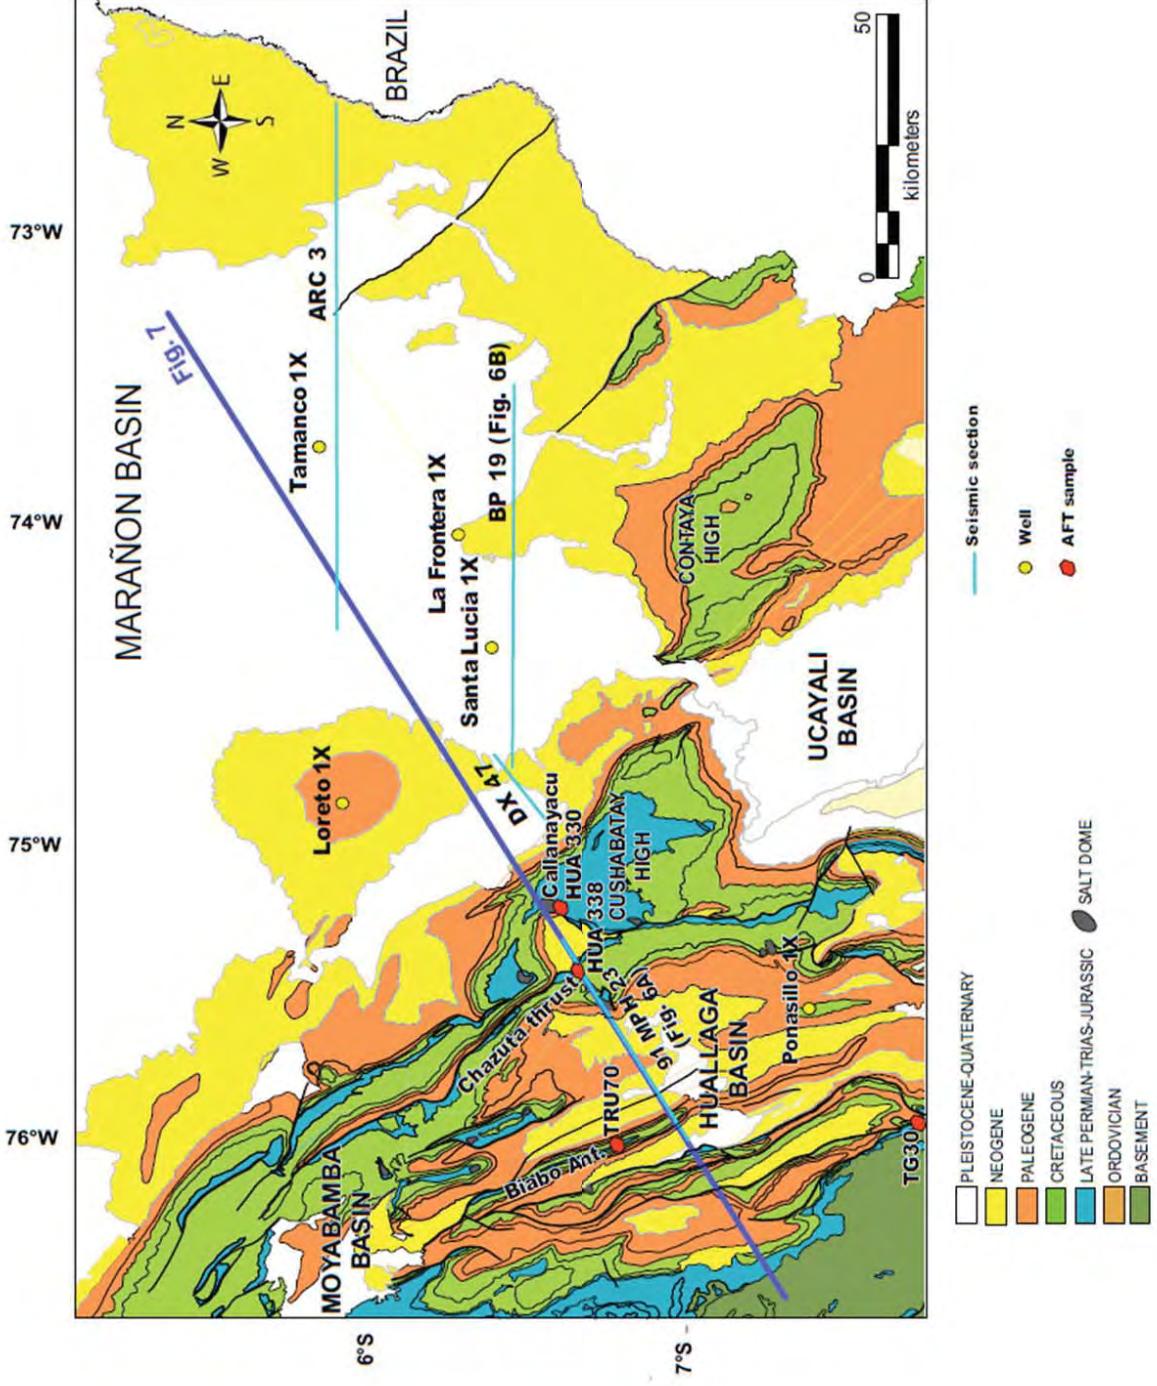 73°W
74°W
75°W
76°W
6°S
7°S
MARAÑON BASIN
BRAZIL
N
E
S
W
Fig. 7
ARC 3
Tamanco 1X
La Frontera 1X
BP 19 (Fig. 6B)
Santa Lucia 1X
Loreto 1X
DX 47
Callanayacu
HUA 330
HUA 338
CUSHABATAY
HIGH
CONTAYA
HIGH
UCAYALI
BASIN
Chazuta thrust
91 MPH 23
(Fig. 6A)
HUALLAGA
BASIN
Ponasillo 1X
TRU70
Biabo Ant.
MOYABAMBA
BASIN
TG30
0
50
kilometers
PLEISTOCENE-QUATERNARY
NEOGENE
PALEOGENE
CRETACEOUS
LATE PERMIAN-TRIAS-JURASSIC
ORDOVICIAN
BASEMENT
SALT DOME
Seismic section
Well
AFT sample